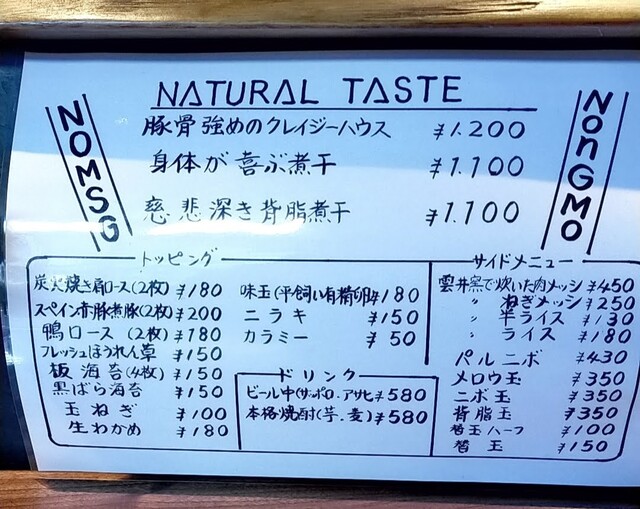 NATURAL TASTE
NOMSG
NonGMO
豚骨強めのクレイジーハウス ¥1.200
身体が喜ぶ煮干 ¥1.100
慈悲深き背脂煮干 ¥1.100
トッピング
炭火焼き肩ロース(2枚) ¥180
スペイン赤豚煮豚(2枚) ¥200
鴨ロース (2枚) ¥180
フレッシュほうれん草 ¥150
板海苔(4枚) ¥150
黒ばら海苔 ¥150
玉ねぎ ¥100
生わかめ ¥180
味玉(平飼い有精卵) ¥180
ニラキ ¥150
カラミー ¥50
ドリンク
ビール中(サッポロ.アサヒ) ¥580
本格焼酎(芋.麦) ¥580
サイドメニュー
雲井窯で炊いた肉メッシ ¥450
〃 ねぎメッシ ¥250
〃 半ライス ¥130
〃 ライス ¥180
パルニボ ¥430
メロウ玉 ¥350
ニボ玉 ¥350
背脂玉 ¥350
替玉ハーフ ¥100
替玉 ¥150